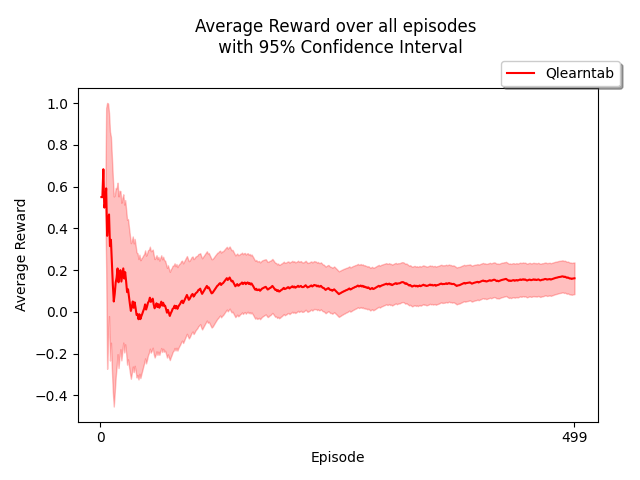 Average Reward over all episodes
with 95% Confidence Interval
Qlearntab
1.0
0.8
0.6
0.4
0.2
0.0
−0.2
−0.4
Average Reward
0
499
Episode